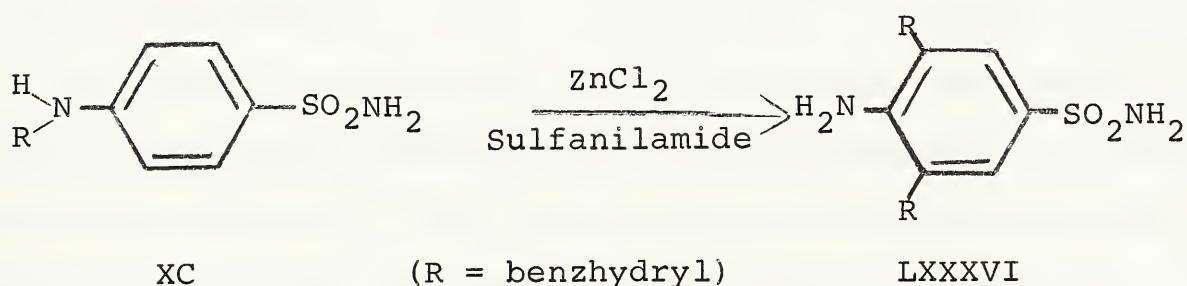 R
H
N
R
SO2NH2
ZnCl2
Sulfanilamide
H2N
SO2NH2
R
XC (R = benzhydryl) LXXXVI